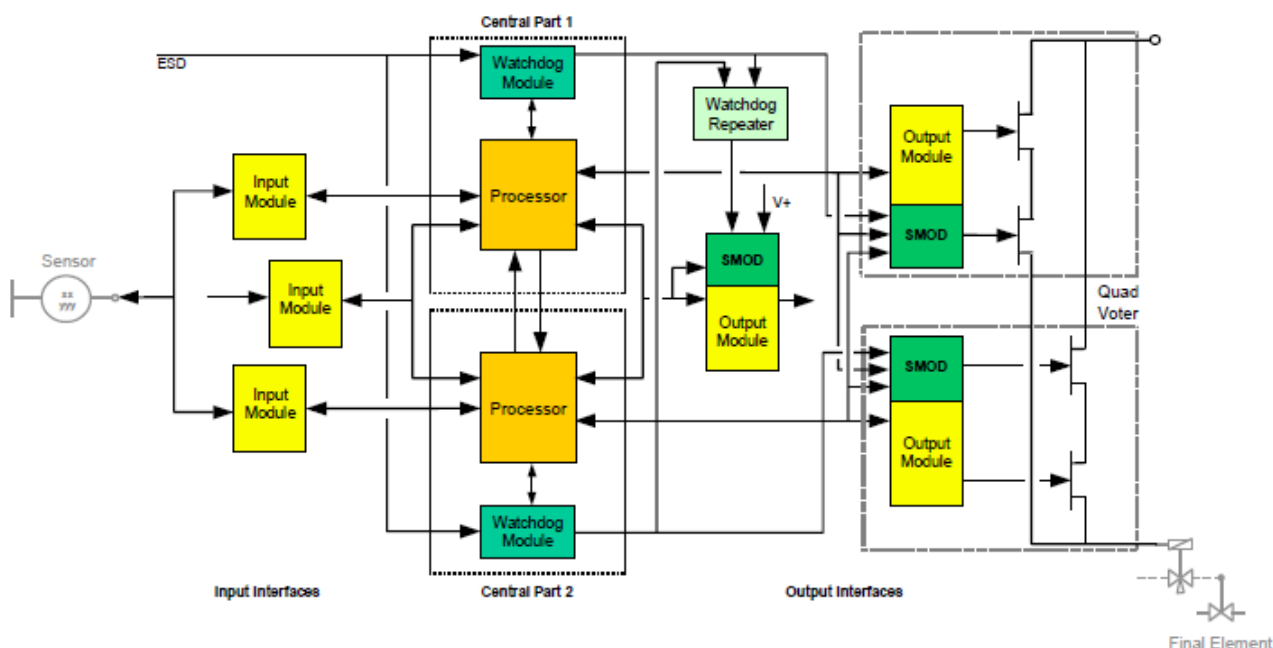 Central Part 1
ESD
Watchdog
Module
Watchdog
Repeater
Output
Module
Input
Module
Processor
V+
SMOD
SMOD
Sensor
xx
yyy
Input
Module
Quad
Voter
Output
Module
SMOD
Input
Module
Processor
Output
Module
Watchdog
Module
Input Interfaces
Central Part 2
Output Interfaces
Final Element